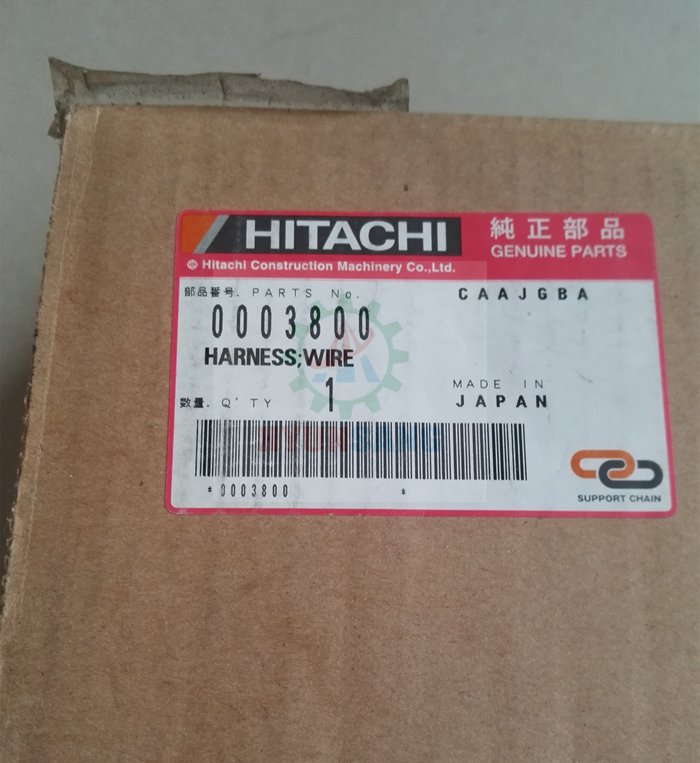 HITACHI
純正部品
GENUINE PARTS
Hitachi Construction Machinery Co.,Ltd.
部品番号. PARTS No.
CAAJGBA
0003800
HARNESS;WIRE
数量. Q'TY
1
MADE IN
JAPAN
HYUNSANG
*0003800 *
SUPPORT CHAIN